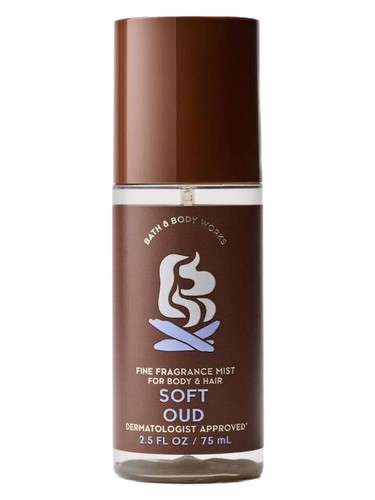 BATH & BODY WORKS
FINE FRAGRANCE MIST
FOR BODY & HAIR
SOFT
OUD
DERMATOLOGIST APPROVED*
2.5 FL OZ / 75 mL